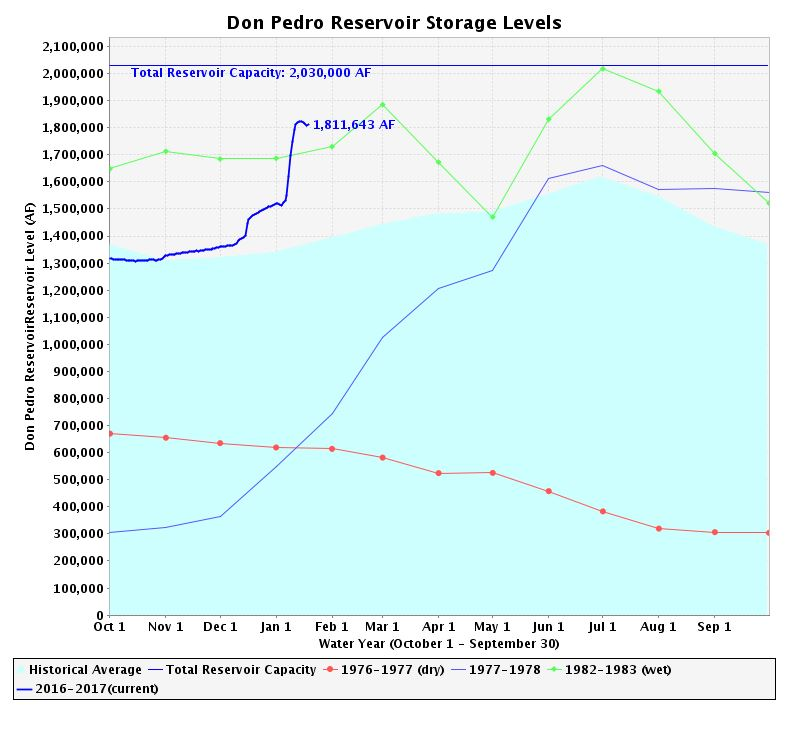 Don Pedro Reservoir Storage Levels
Don Pedro ReservoirReservoir Level (AF)
2,100,000
2,000,000
1,900,000
1,800,000
1,700,000
1,600,000
1,500,000
1,400,000
1,300,000
1,200,000
1,100,000
1,000,000
900,000
800,000
700,000
600,000
500,000
400,000
300,000
200,000
100,000
0
Total Reservoir Capacity: 2,030,000 AF
1,811,643 AF
Oct 1 Nov 1 Dec 1 Jan 1 Feb 1 Mar 1 Apr 1 May 1 Jun 1 Jul 1 Aug 1 Sep 1
Water Year (October 1 - September 30)
Historical Average Total Reservoir Capacity 1976-1977 (dry) 1977-1978 1982-1983 (wet)
2016-2017(current)